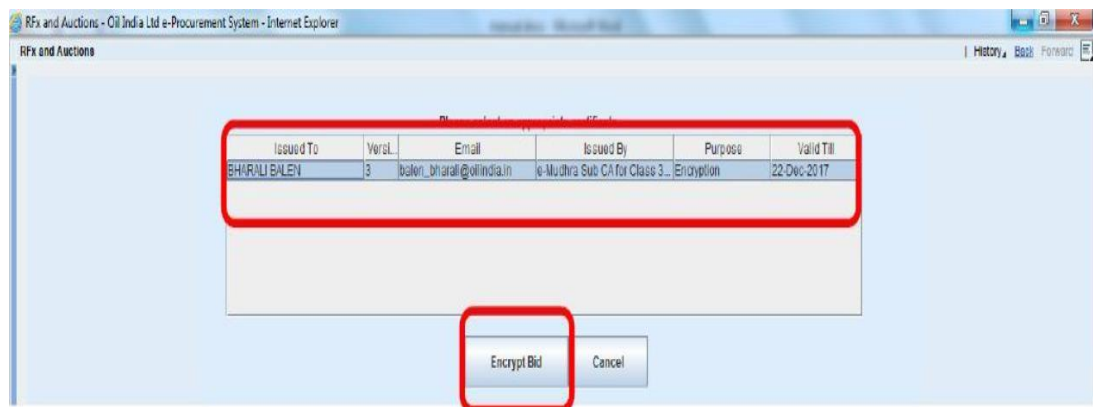 RFx and Auctions - Oil India Ltd e-Procurement System - Internet Explorer
RFx and Auctions
| History Back Forward
Issued To Versi... Email Issued By Purpose Valid Till
BHARALI BALEN 3 balen_bharali@oilindia.in e-Mudhra Sub CA for Class 3... Encryption 22-Dec-2017
Encrypt Bid Cancel